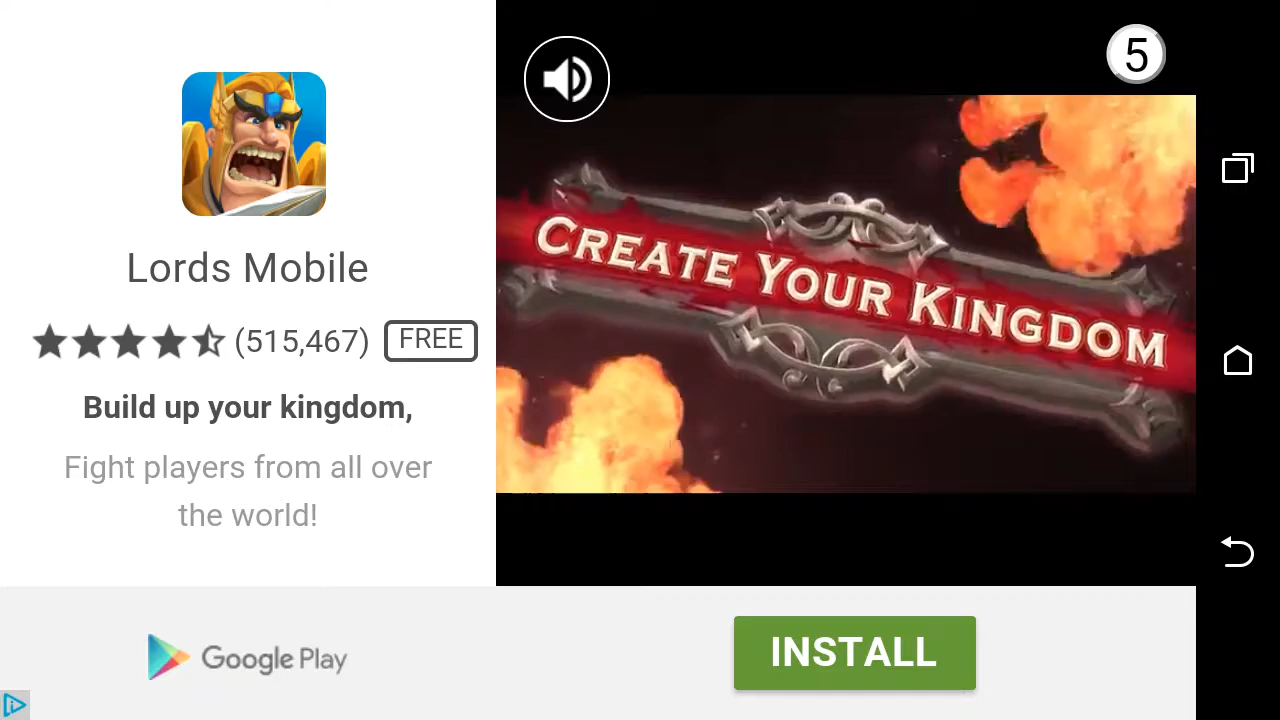 5
CREATE YOUR KINGDOM
Lords Mobile
(515,467) FREE
Build up your kingdom,
Fight players from all over
the world!
Google Play
INSTALL